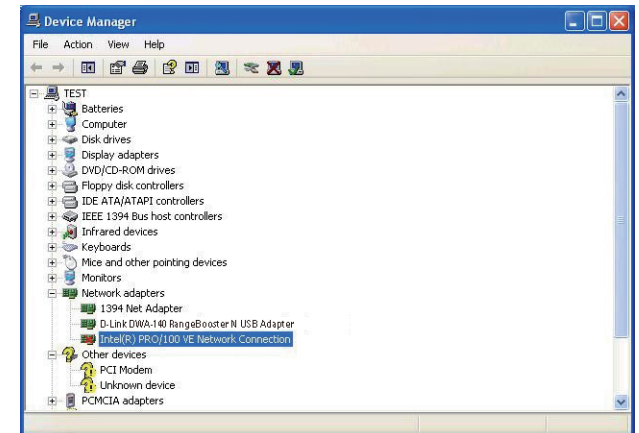 Device Manager
File Action View Help
TEST
Batteries
Computer
Disk drives
Display adapters
DVD/CD-ROM drives
Floppy disk controllers
IDE ATA/ATAPI controllers
IEEE 1394 Bus host controllers
Infrared devices
Keyboards
Mice and other pointing devices
Monitors
Network adapters
1394 Net Adapter
D-Link DWA-140 RangeBooster N USB Adapter
Intel(R) PRO/100 VE Network Connection
Other devices
PCI Modem
Unknown device
PCMCIA adapters